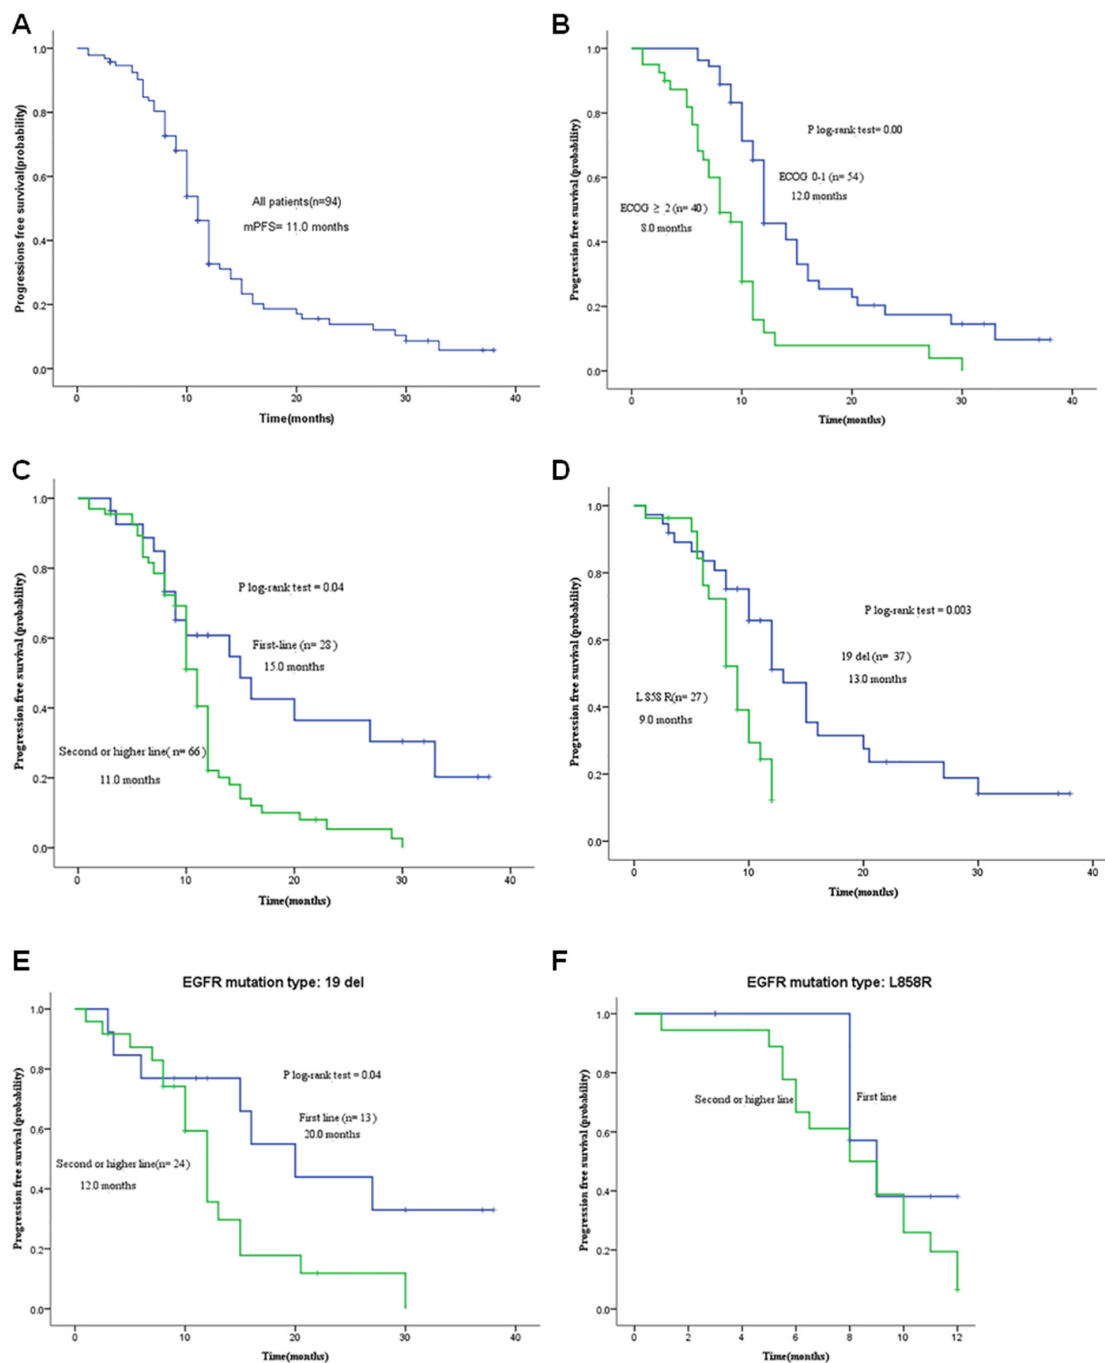 A
Progressions free survival(probability)
1.0
0.8
0.6
0.4
0.2
0.0
All patients(n=94)
mPFS= 11.0 months
0 10 20 30 40
Time(months)
B
Progression free survival (probability)
1.0
0.8
0.6
0.4
0.2
0.0
P log-rank test= 0.00
ECOG 0-1 (n= 54)
12.0 months
ECOG ≥ 2 (n= 40)
8.0 months
0 10 20 30 40
Time(months)
C
Progression free survival (probability)
1.0
0.8
0.6
0.4
0.2
0.0
P log-rank test = 0.04
First-line (n= 28)
15.0 months
Second or higher line( n= 66)
11.0 months
0 10 20 30 40
Time(months)
D
Progression free survival (probability)
1.0
0.8
0.6
0.4
0.2
0.0
P log-rank test = 0.003
19 del (n= 37)
13.0 months
L 858 R(n= 27)
9.0 months
0 10 20 30 40
Time(months)
E
EGFR mutation type: 19 del
Progression free survival (probability)
1.0
0.8
0.6
0.4
0.2
0.0
P log-rank test = 0.04
First line (n= 13)
20.0 months
Second or higher line(n= 24)
12.0 months
0 10 20 30 40
Time(months)
F
EGFR mutation type: L858R
Progression free survival (probability)
1.0
0.8
0.6
0.4
0.2
0.0
Second or higher line
First line
0 2 4 6 8 10 12
Time(months)